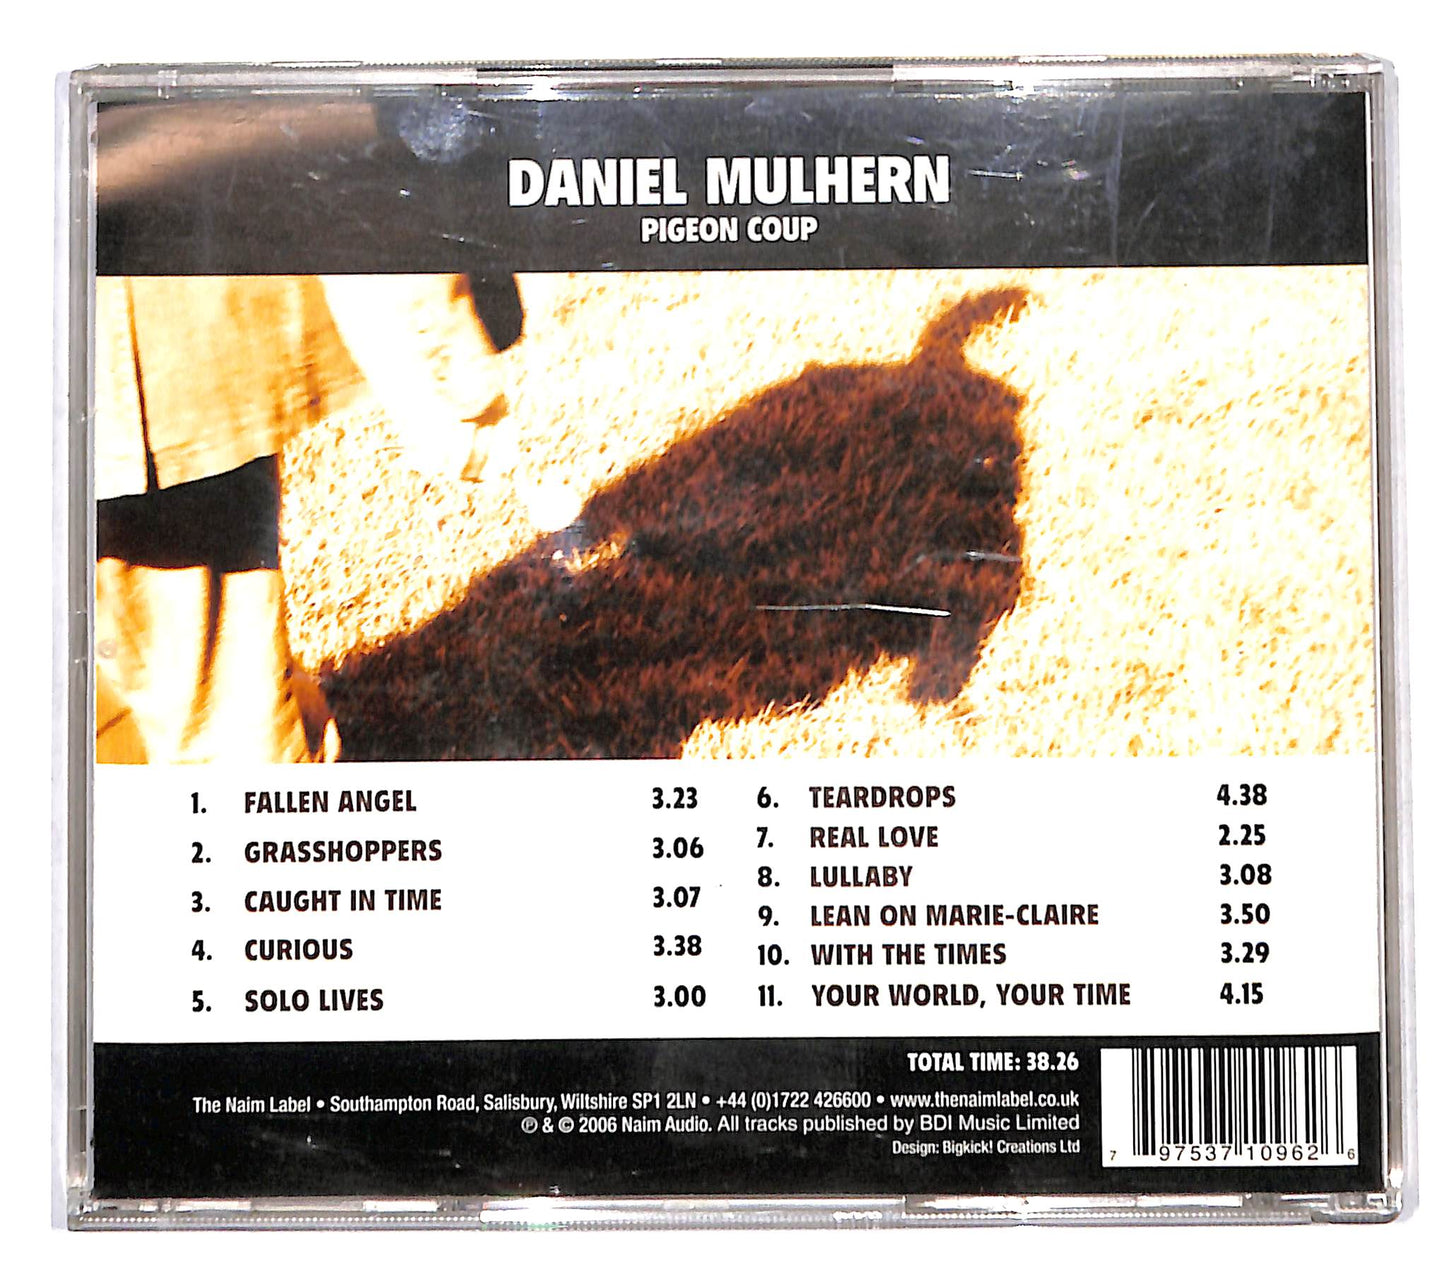 DANIEL MULHERN
PIGEON COUP
1. FALLEN ANGEL 3.23
2. GRASSHOPPERS 3.06
3. CAUGHT IN TIME 3.07
4. CURIOUS 3.38
5. SOLO LIVES 3.00
6. TEARDROPS 4.38
7. REAL LOVE 2.25
8. LULLABY 3.08
9. LEAN ON MARIE-CLAIRE 3.50
10. WITH THE TIMES 3.29
11. YOUR WORLD, YOUR TIME 4.15
TOTAL TIME: 38.26
The Naim Label • Southampton Road, Salisbury, Wiltshire SP1 2LN • +44 (0)1722 426600 • www.thenaimlabel.co.uk
℗ & © 2006 Naim Audio. All tracks published by BDI Music Limited
Design: Bigkick! Creations Ltd
7 97537 10962 6